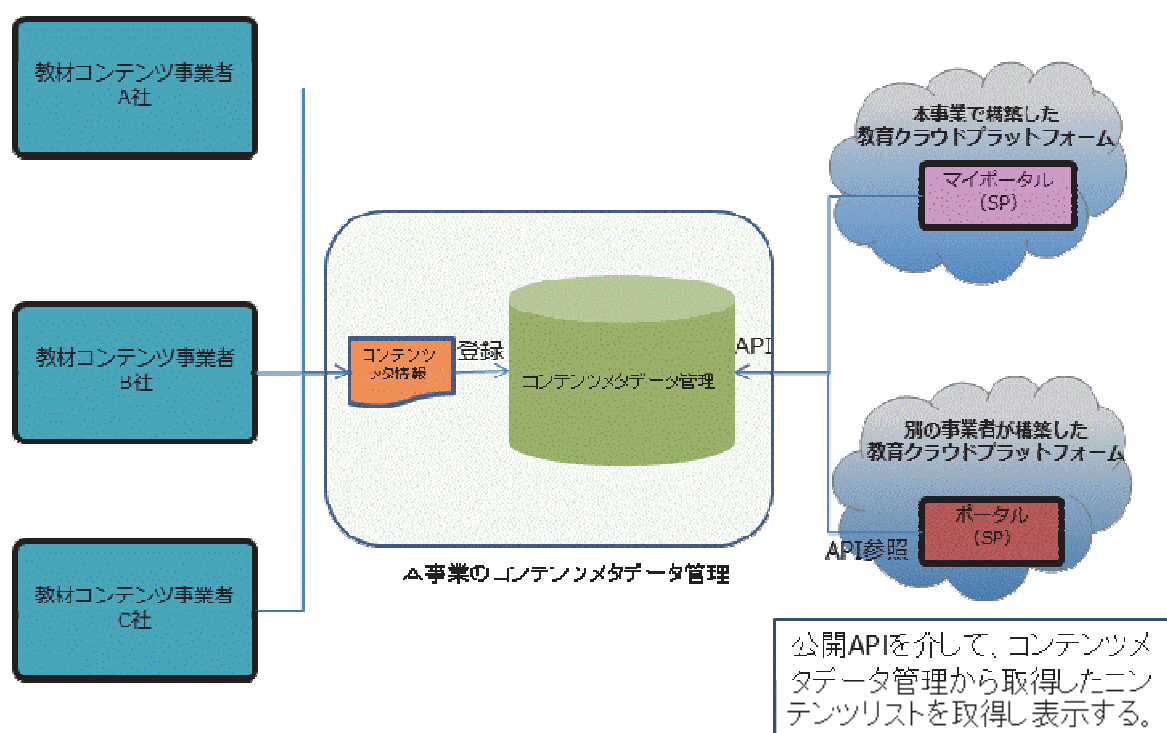 教材コンテンツ事業者
A社
教材コンテンツ事業者
B社
教材コンテンツ事業者
C社
コンテンツ
メタ情報
登録
コンテンツメタデータ管理
API
本事業のコンテンツメタデータ管理
本事業で構築した
教育クラウドプラットフォーム
マイポータル
(SP)
別の事業者が構築した
教育クラウドプラットフォーム
ポータル
(SP)
API参照
公開APIを介して、コンテンツメ
タデータ管理から取得したコン
テンツリストを取得し表示する。